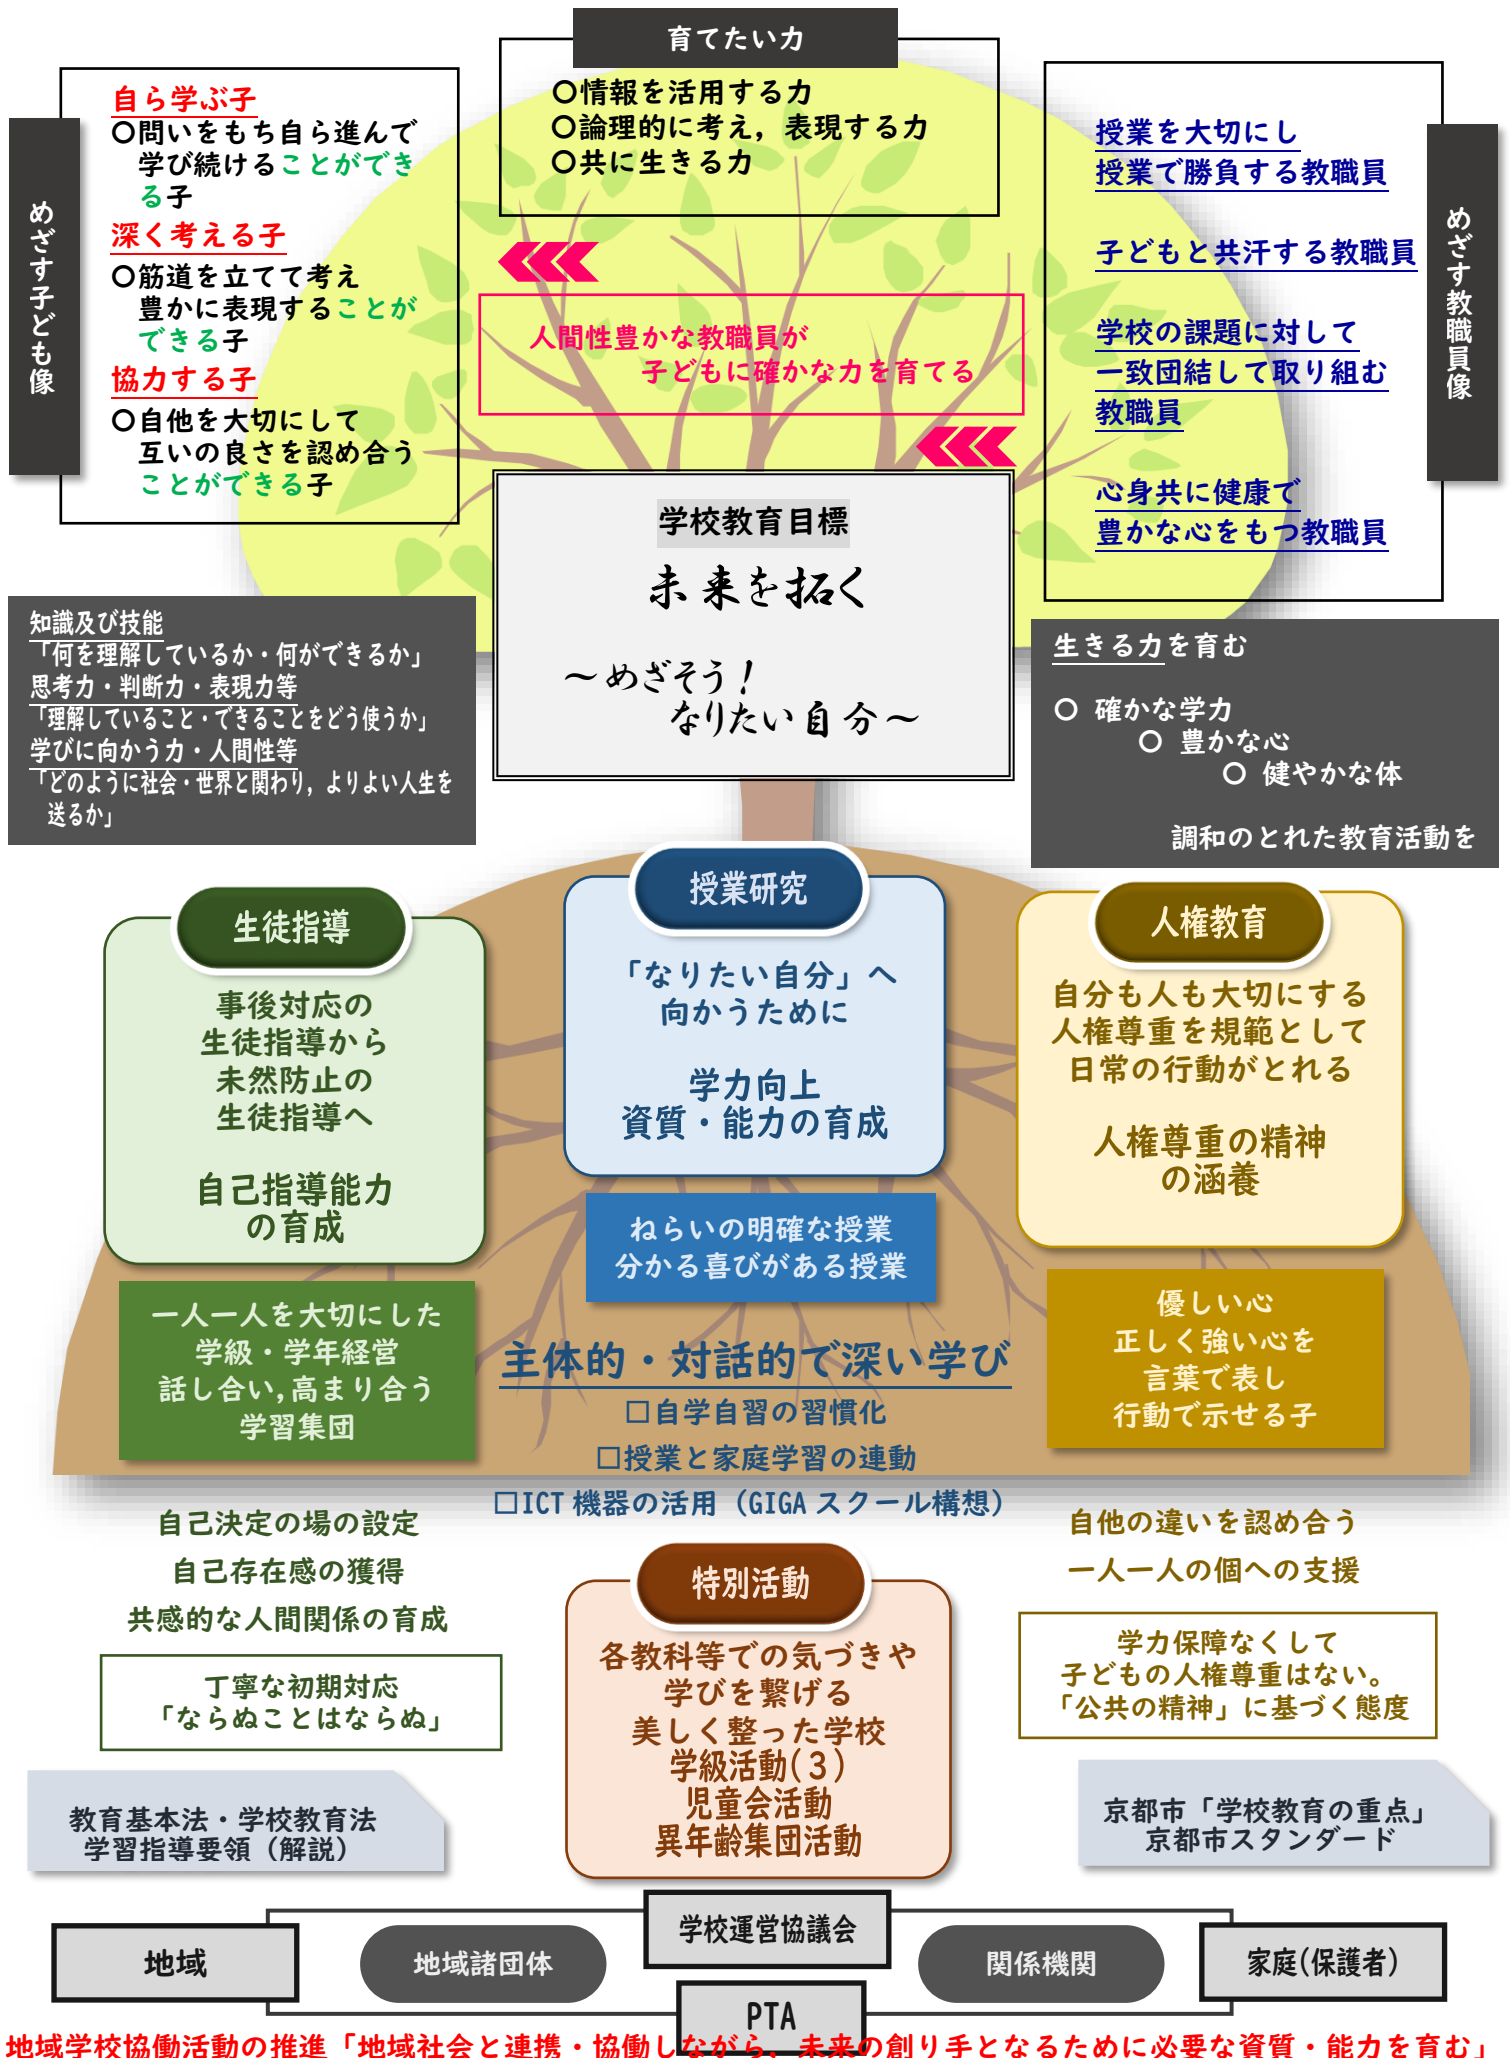 育てたい力
〇情報を活用する力
〇論理的に考え，表現する力
〇共に生きる力
めざす子ども像
自ら学ぶ子
〇問いをもち自ら進んで
学び続けることができ
る子
深く考える子
〇筋道を立てて考え
豊かに表現することが
できる子
協力する子
〇自他を大切にして
互いの良さを認め合う
ことができる子
人間性豊かな教職員が
子どもに確かな力を育てる
めざす教職員像
授業を大切にし
授業で勝負する教職員
子どもと共汗する教職員
学校の課題に対して
一致団結して取り組む
教職員
心身共に健康で
豊かな心をもつ教職員
学校教育目標
未来を拓く
～めざそう！
なりたい自分～
知識及び技能
「何を理解しているか・何ができるか」
思考力・判断力・表現力等
「理解していること・できることをどう使うか」
学びに向かう力・人間性等
「どのように社会・世界と関わり，よりよい人生を
送るか」
生きる力を育む
〇 確かな学力
〇 豊かな心
〇 健やかな体
調和のとれた教育活動を
生徒指導
事後対応の
生徒指導から
未然防止の
生徒指導へ
自己指導能力
の育成
一人一人を大切にした
学級・学年経営
話し合い,高まり合う
学習集団
自己決定の場の設定
自己存在感の獲得
共感的な人間関係の育成
丁寧な初期対応
「ならぬことはならぬ」
授業研究
「なりたい自分」へ
向かうために
学力向上
資質・能力の育成
ねらいの明確な授業
分かる喜びがある授業
主体的・対話的で深い学び
□自学自習の習慣化
□授業と家庭学習の連動
□ICT 機器の活用（GIGA スクール構想）
人権教育
自分も人も大切にする
人権尊重を規範として
日常の行動がとれる
人権尊重の精神
の涵養
優しい心
正しく強い心を
言葉で表し
行動で示せる子
自他の違いを認め合う
一人一人の個への支援
学力保障なくして
子どもの人権尊重はない。
「公共の精神」に基づく態度
特別活動
各教科等での気づきや
学びを繋げる
美しく整った学校
学級活動(３)
児童会活動
異年齢集団活動
教育基本法・学校教育法
学習指導要領（解説）
京都市「学校教育の重点」
京都市スタンダード
地域
地域諸団体
学校運営協議会
関係機関
家庭(保護者)
PTA
地域学校協働活動の推進「地域社会と連携・協働しながら，未来の創り手となるために必要な資質・能力を育む」